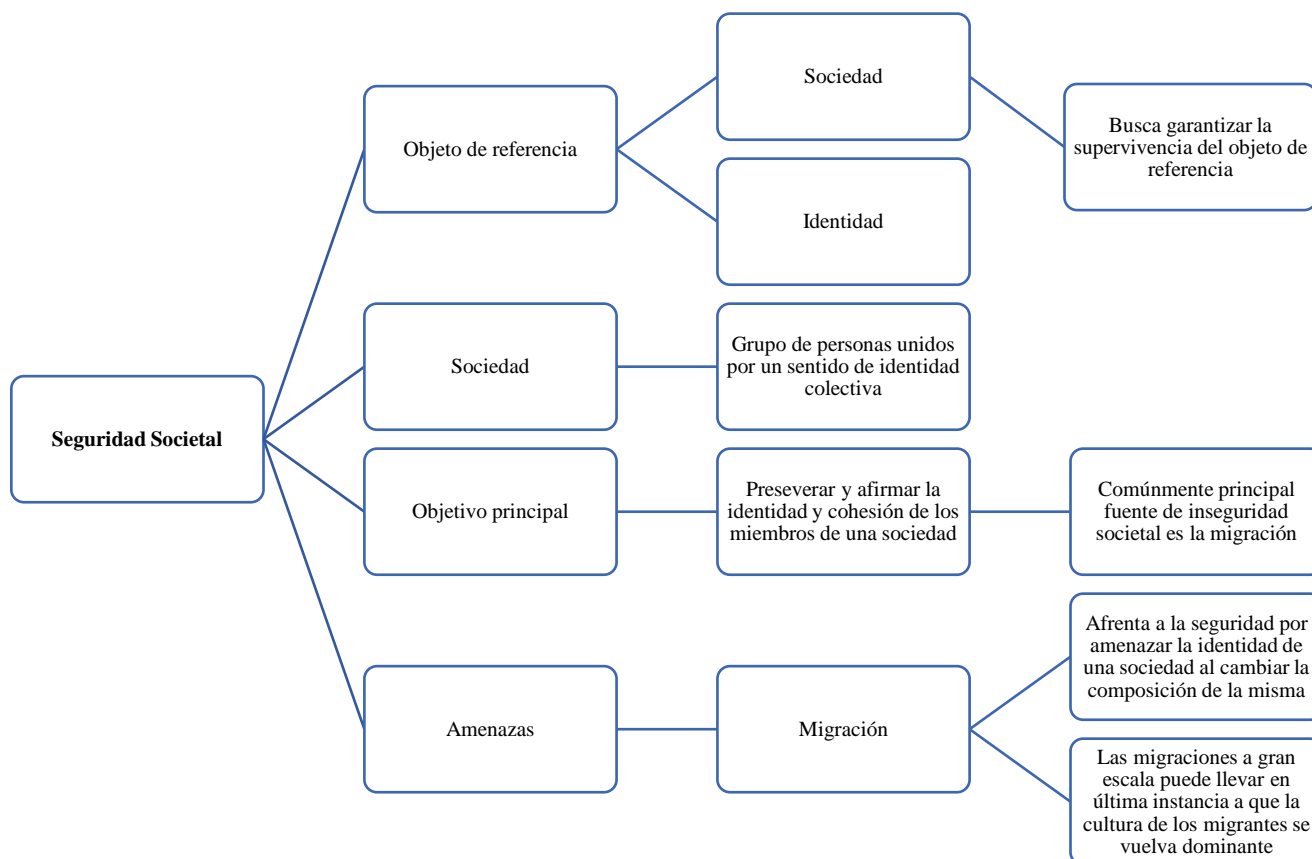 Seguridad Societal
Objeto de referencia
Sociedad
Busca garantizar la
supervivencia del objeto de
referencia
Identidad
Sociedad
Grupo de personas unidos
por un sentido de identidad
colectiva
Objetivo principal
Preseverar y afirmar la
identidad y cohesión de los
miembros de una sociedad
Comúnmente principal
fuente de inseguridad
societal es la migración
Amenazas
Migración
Afrenta a la seguridad por
amenazar la identidad de
una sociedad al cambiar la
composición de la misma
Las migraciones a gran
escala puede llevar en
última instancia a que la
cultura de los migrantes se
vuelva dominante